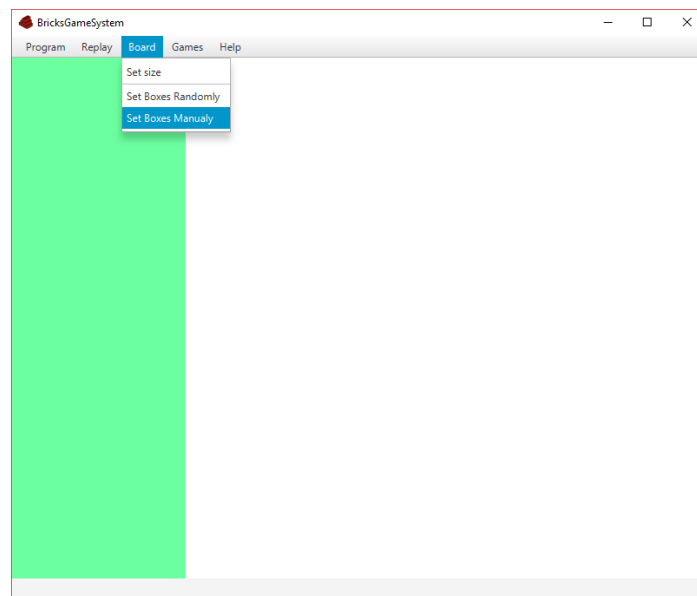 BricksGameSystem
Program Replay Board Games Help
Set size
Set Boxes Randomly
Set Boxes Manualy